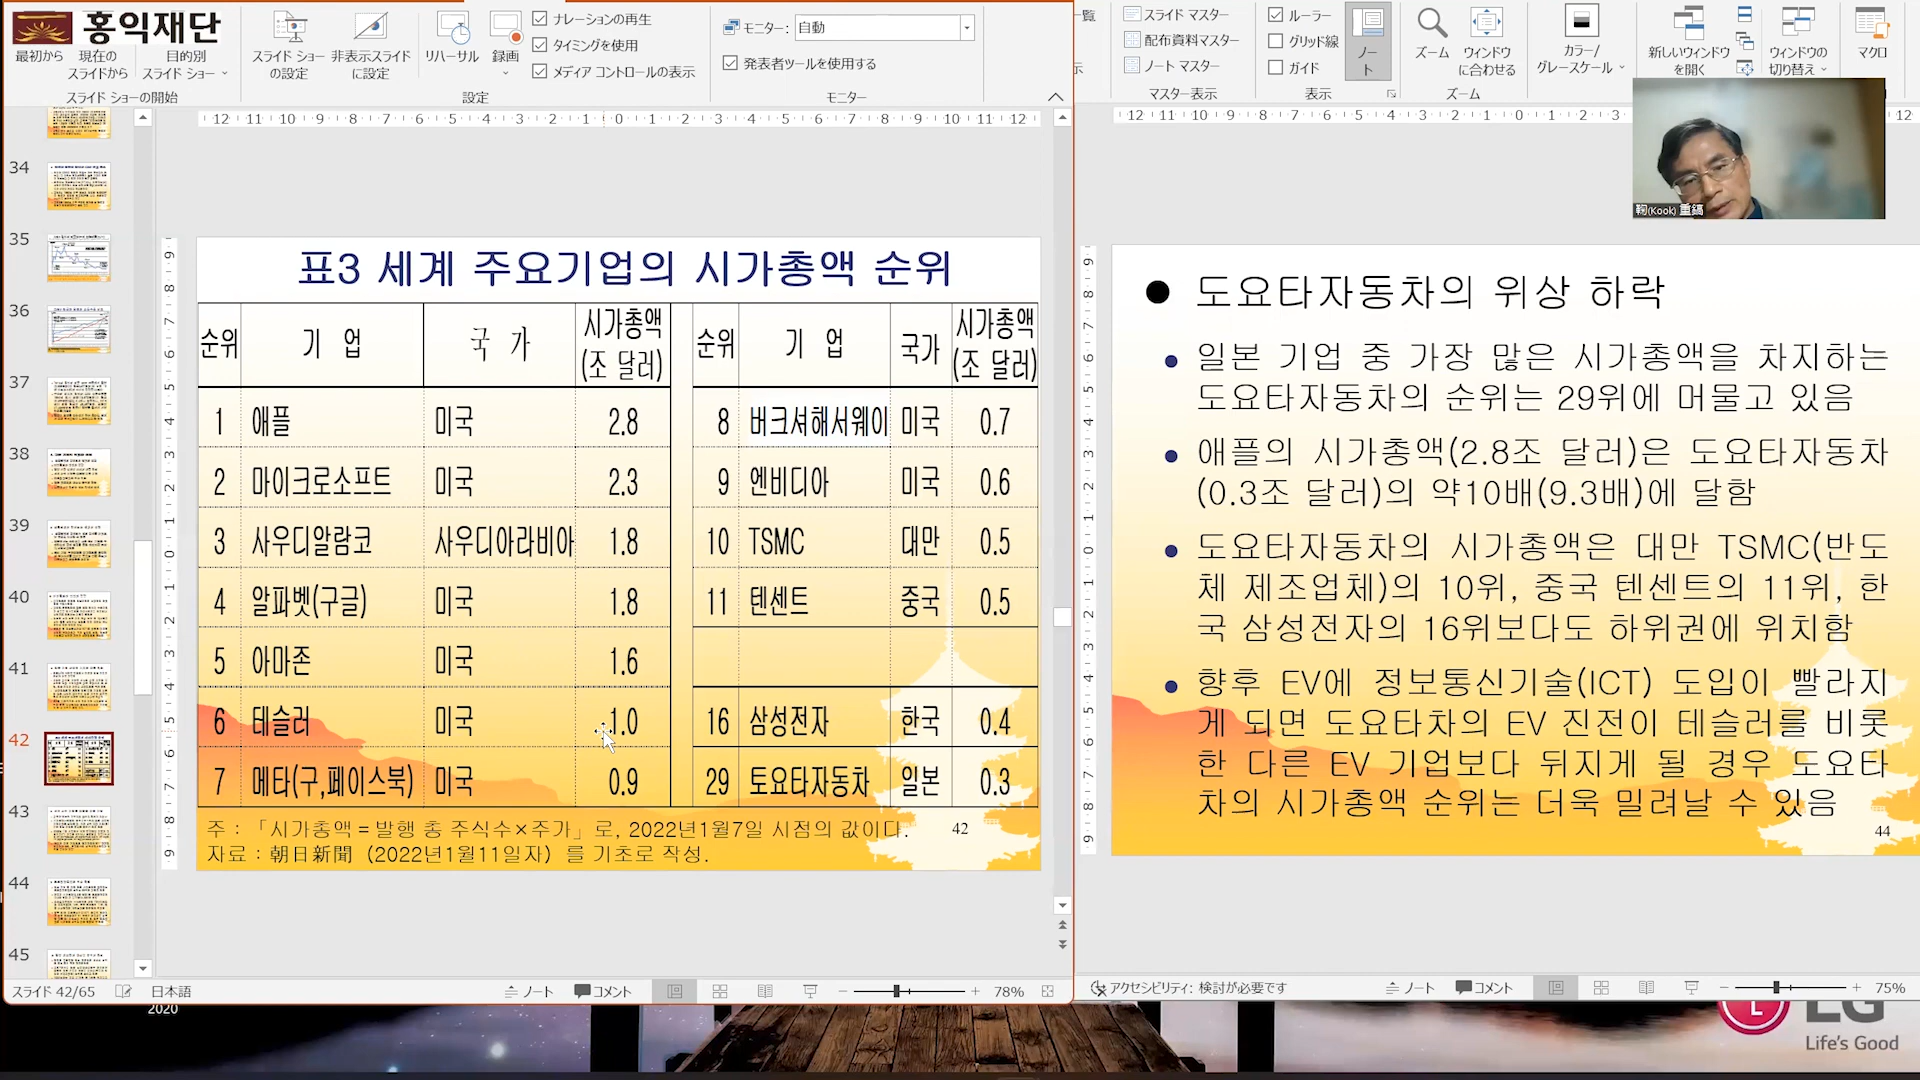 홍익재단
最初から
現在の
スライドから
目的別
スライド ショー
スライド ショーの開始
スライド ショー
の設定
非表示スライド
に設定
リハーサル
録画
ナレーションの再生
タイミングを使用
メディア コントロールの表示
設定
モニター: 自動
発表者ツールを使用する
モニター
一覧
示
スライド マスター
配布資料マスター
ノート マスター
マスター表示
ルーラー
グリッド線
ガイド
表示
ノー
ト
ズーム
ウィンドウ
に合わせる
ズーム
カラー/
グレースケール
新しいウィンドウ
を開く
ウィンドウの
切り替え
マクロ
鞠(Kook) 重鎬
34
35
36
37
38
39
40
41
42
43
44
45
표3 세계 주요기업의 시가총액 순위
순위 기 업 국 가 시가총액(조 달러) 순위 기 업 국가 시가총액(조 달러)
1 애플 미국 2.8 8 버크셔해서웨이 미국 0.7
2 마이크로소프트 미국 2.3 9 엔비디아 미국 0.6
3 사우디알람코 사우디아라비아 1.8 10 TSMC 대만 0.5
4 알파벳(구글) 미국 1.8 11 텐센트 중국 0.5
5 아마존 미국 1.6
6 테슬러 미국 1.0 16 삼성전자 한국 0.4
7 메타(구,페이스북) 미국 0.9 29 토요타자동차 일본 0.3
주 : 「시가총액 = 발행 총 주식수×주가」로, 2022년1월7일 시점의 값이다. 42
자료 : 朝日新聞 (2022년1월11일자) 를 기초로 작성.
● 도요타자동차의 위상 하락
• 일본 기업 중 가장 많은 시가총액을 차지하는
도요타자동차의 순위는 29위에 머물고 있음
• 애플의 시가총액(2.8조 달러)은 도요타자동차
(0.3조 달러)의 약10배(9.3배)에 달함
• 도요타자동차의 시가총액은 대만 TSMC(반도
체 제조업체)의 10위, 중국 텐센트의 11위, 한
국 삼성전자의 16위보다도 하위권에 위치함
• 향후 EV에 정보통신기술(ICT) 도입이 빨라지
게 되면 도요타차의 EV 진전이 테슬러를 비롯
한 다른 EV 기업보다 뒤지게 될 경우 도요타
차의 시가총액 순위는 더욱 밀려날 수 있음
44
スライド 42/65 日本語 ノート コメント 78%
アクセシビリティ: 検討が必要です ノート コメント 75%
2020
LG
Life's Good